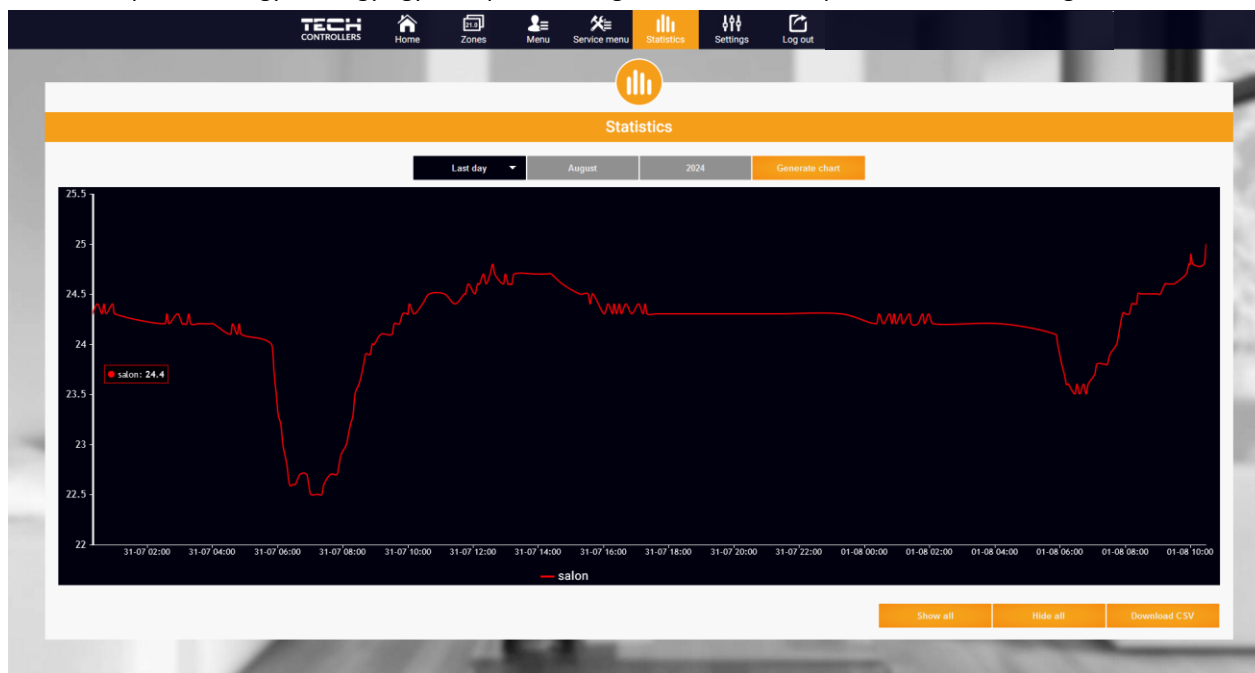 TECH
CONTROLLERS
Home
21.0
Zones
Menu
Service menu
Statistics
Settings
Log out
Statistics
Last day
August
2024
Generate chart
25.5
25
24.5
24
23.5
23
22.5
22
salon: 24.4
31-07 02:00 31-07 04:00 31-07 06:00 31-07 08:00 31-07 10:00 31-07 12:00 31-07 14:00 31-07 16:00 31-07 18:00 31-07 20:00 31-07 22:00 01-08 00:00 01-08 02:00 01-08 04:00 01-08 06:00 01-08 08:00 01-08 10:00
salon
Show all
Hide all
Download CSV